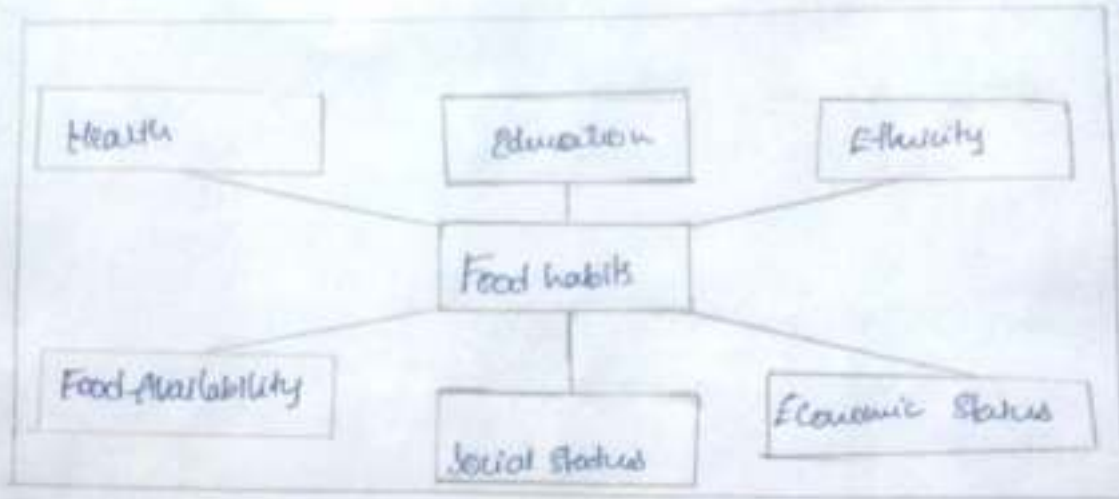 Health
Education
Ethnicity
Food habits
Food Availability
Social Status
Economic Status